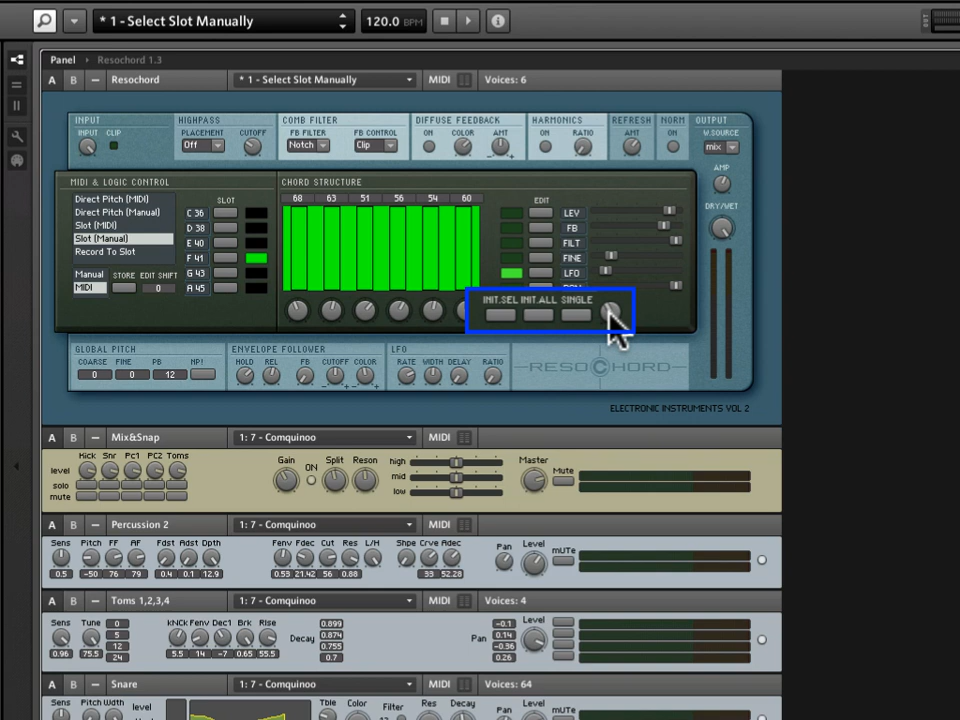 * 1 - Select Slot Manually 120.0 BPM
Panel Resochord 1.3
A B Resochord * 1 - Select Slot Manually MIDI Voices: 6
INPUT HIGHPASS COMB FILTER DIFFUSE FEEDBACK HARMONICS REFRESH NORM OUTPUT
INPUT CLIP PLACEMENT CUTOFF FB FILTER FB CONTROL ON COLOR AMT ON RATIO AMT ON W.SOURCE
Off Notch Clip mix
AMP
DRY/WET
MIDI & LOGIC CONTROL CHORD STRUCTURE
Direct Pitch (MIDI) SLOT 68 63 51 56 54 60 EDIT
Direct Pitch (Manual) C 36 LEV
Slot (MIDI) D 38 FB
Slot (Manual) E 40 FILT
Record To Slot F 41 FINE
Manual STORE EDIT SHIFT G 43 LFO
MIDI 0 A 45
INIT.SEL INIT.ALL SINGLE
GLOBAL PITCH ENVELOPE FOLLOWER LFO
COARSE FINE PB MP! HOLD REL FB CUTOFF COLOR RATE WIDTH DELAY RATIO
0 0 12
RESOCHORD
ELECTRONIC INSTRUMENTS VOL 2
A B Mix&Snap 1: 7 - Comquinoo MIDI
Kick Snr Pc1 PC2 Toms Gain ON Split Reson high Master Mute
level mid
solo low
mute
A B Percussion 2 1: 7 - Comquinoo MIDI
Sens Pitch FF AF Fdst Adst Dpth Fenv Fdec Cut Res L/H Shpe Crve Adec Pan Level mUTe
0.5 -50 76 79 0.4 0.1 12.9 0.53 21.42 56 0.88 33 52.28
A B Toms 1,2,3,4 1: 7 - Comquinoo MIDI Voices: 4
Sens Tune 0 kNCk Fenv Dec1 Brk RIse 0.899 -0.1 Level
5 Decay 0.874 Pan 0.14
12 0.755 -0.36
0.96 75.5 24 5.5 14 -7 0.65 55.5 0.7 0.26
A B Snare 1: 7 - Comquinoo MIDI Voices: 64
Sens Pitch Wdth level Tble Color Filter Res Decay Pan Level mUTe